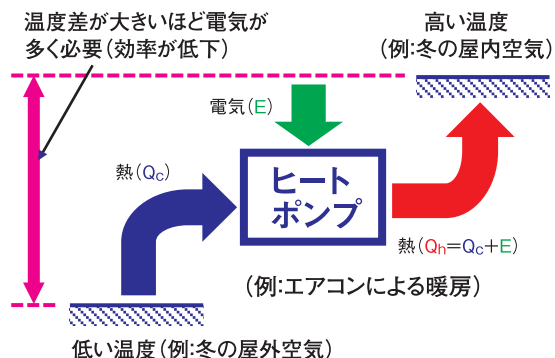 温度差が大きいほど電気が
多く必要(効率が低下)
高い温度
(例:冬の屋内空気)
電気(E)
熱(Qc)
ヒート
ポンプ
熱(Qh=Qc+E)
(例:エアコンによる暖房)
低い温度(例:冬の屋外空気)